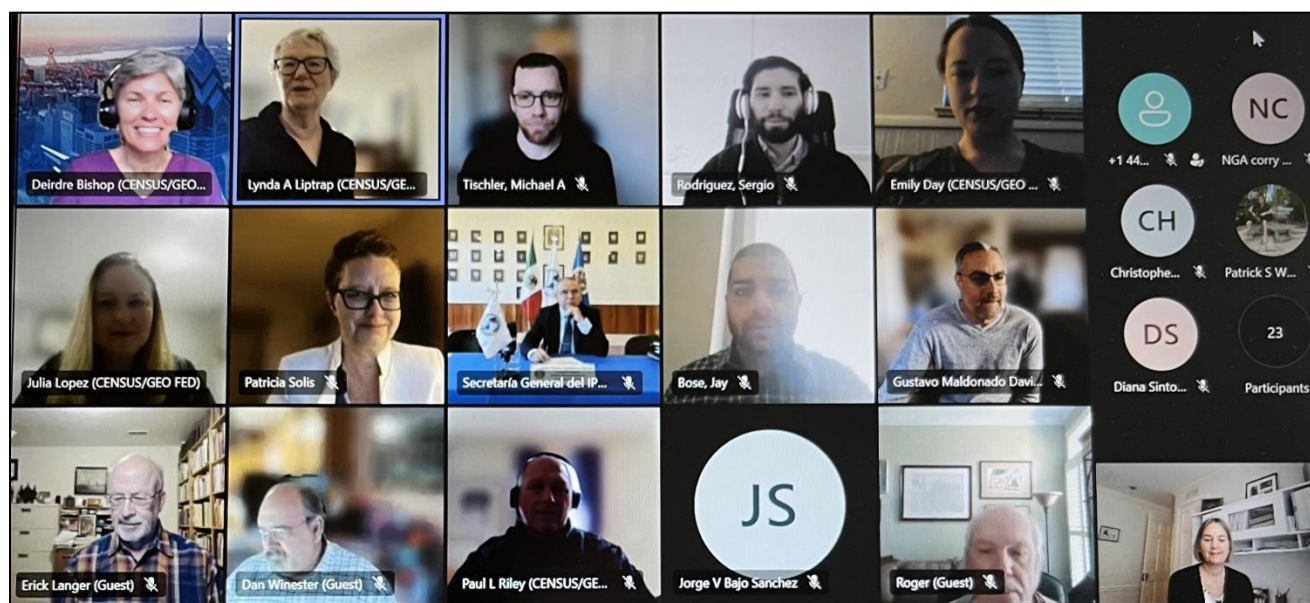 Deirdre Bishop (CENSUS/GEO...
Lynda A Liptrap (CENSUS/GE...
Tischler, Michael A
Rodriguez, Sergio
Emily Day (CENSUS/GEO ...
+1 44...
NC
NGA corry ...
CH
Christophe...
Patrick S W...
DS
23
Diana Sinto...
Participants
Julia Lopez (CENSUS/GEO FED)
Patricia Solis
Secretaría General del IP...
Bose, Jay
Gustavo Maldonado Davi...
Erick Langer (Guest)
Dan Winester (Guest)
Paul L Riley (CENSUS/GE...
JS
Jorge V Bajo Sanchez
Roger (Guest)